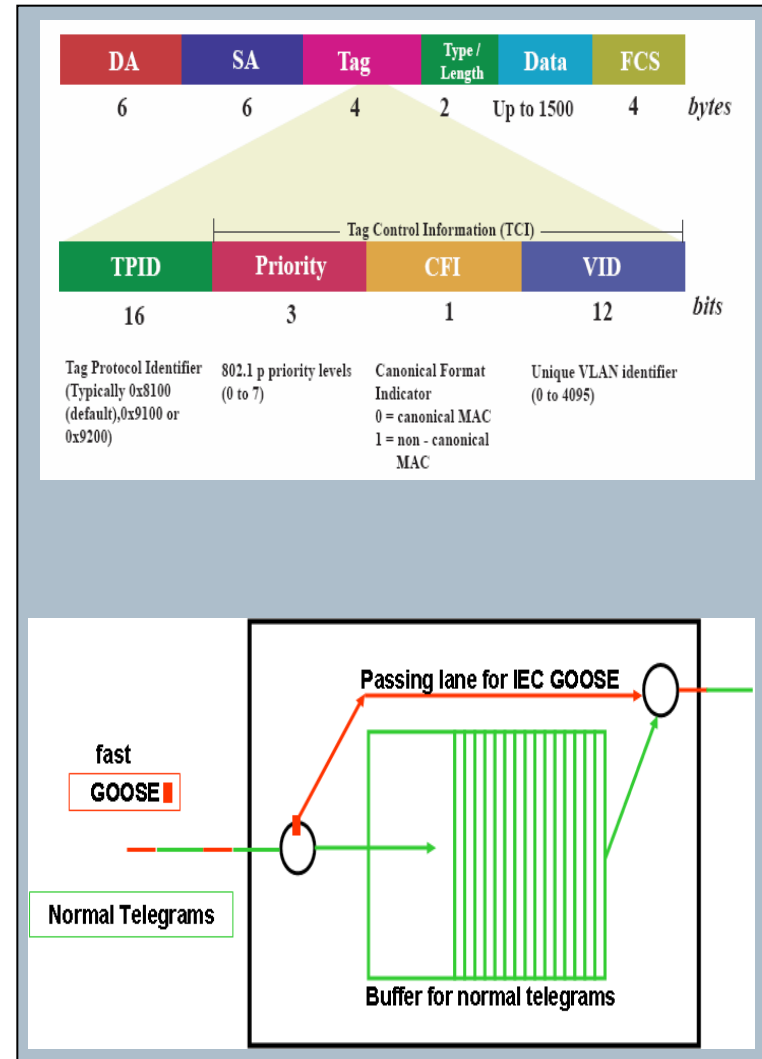 DA SA Tag Type / Length Data FCS
6 6 4 2 Up to 1500 4 bytes
Tag Control Information (TCI)
TPID Priority CFI VID
16 3 1 12 bits
Tag Protocol Identifier
(Typically 0x8100
(default),0x9100 or
0x9200)
802.1 p priority levels
(0 to 7)
Canonical Format
Indicator
0 = canonical MAC
1 = non - canonical
MAC
Unique VLAN identifier
(0 to 4095)
Passing lane for IEC GOOSE
fast
GOOSE
Normal Telegrams
Buffer for normal telegrams